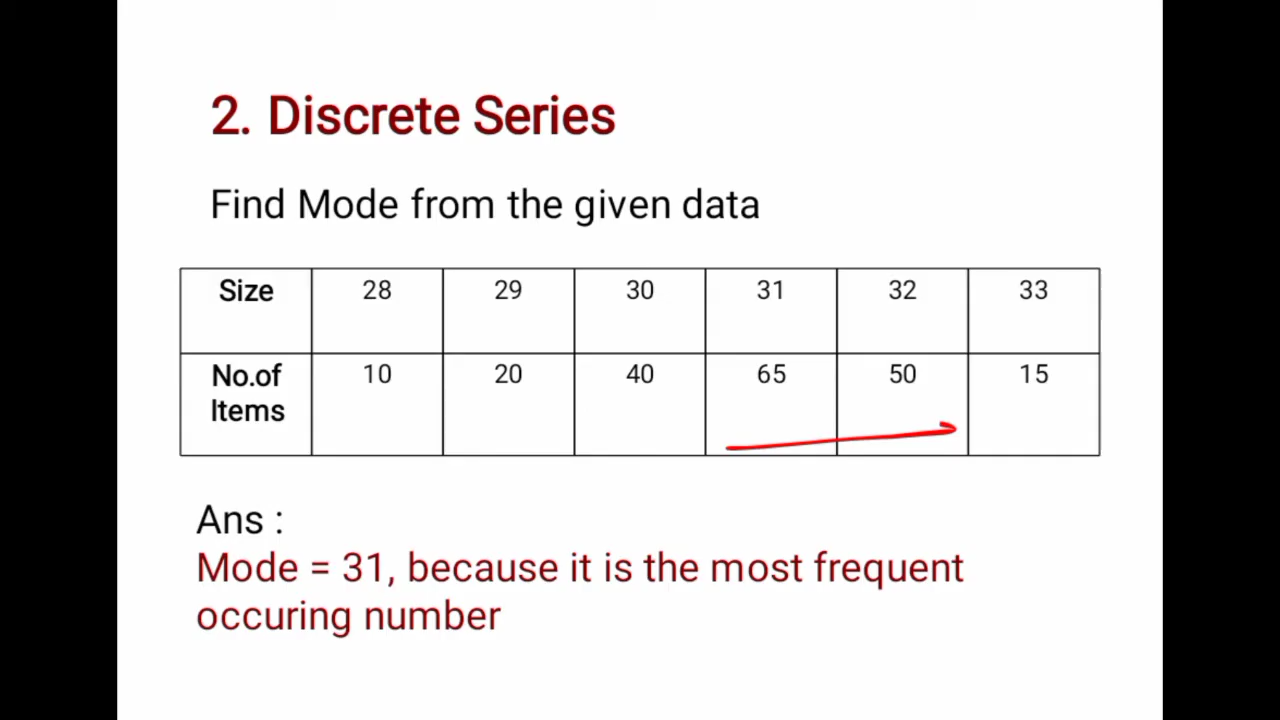 2. Discrete Series
Find Mode from the given data
Size 28 29 30 31 32 33
No.of 10 20 40 65 50 15
Items
Ans :
Mode = 31, because it is the most frequent
occuring number